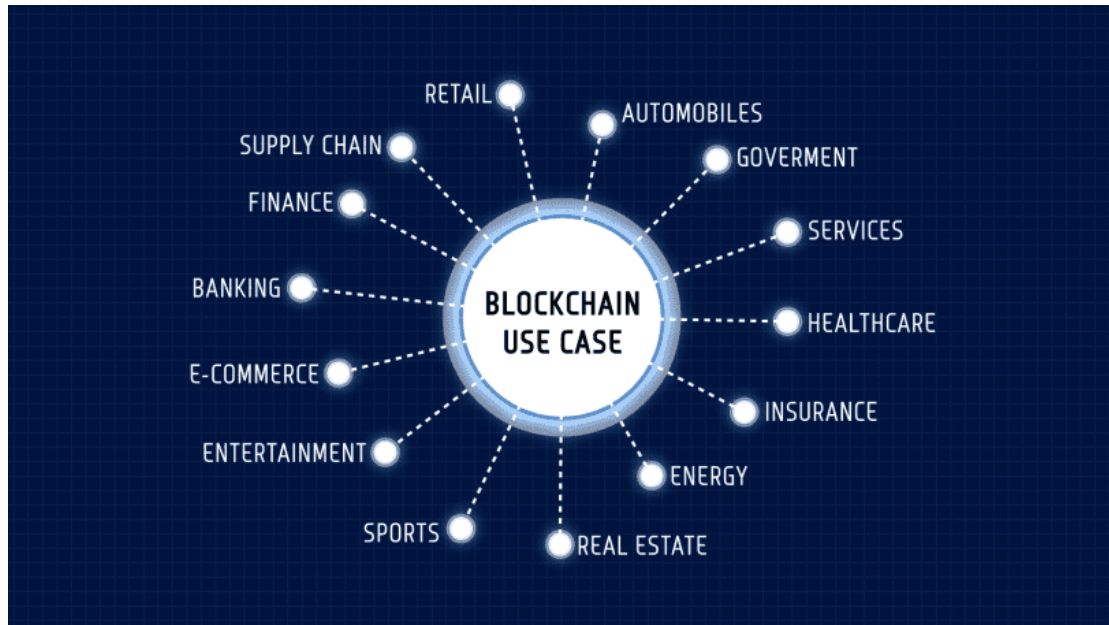 RETAIL
AUTOMOBILES
SUPPLY CHAIN
GOVERMENT
FINANCE
SERVICES
BANKING
BLOCKCHAIN
USE CASE
HEALTHCARE
E-COMMERCE
INSURANCE
ENTERTAINMENT
ENERGY
SPORTS
REAL ESTATE